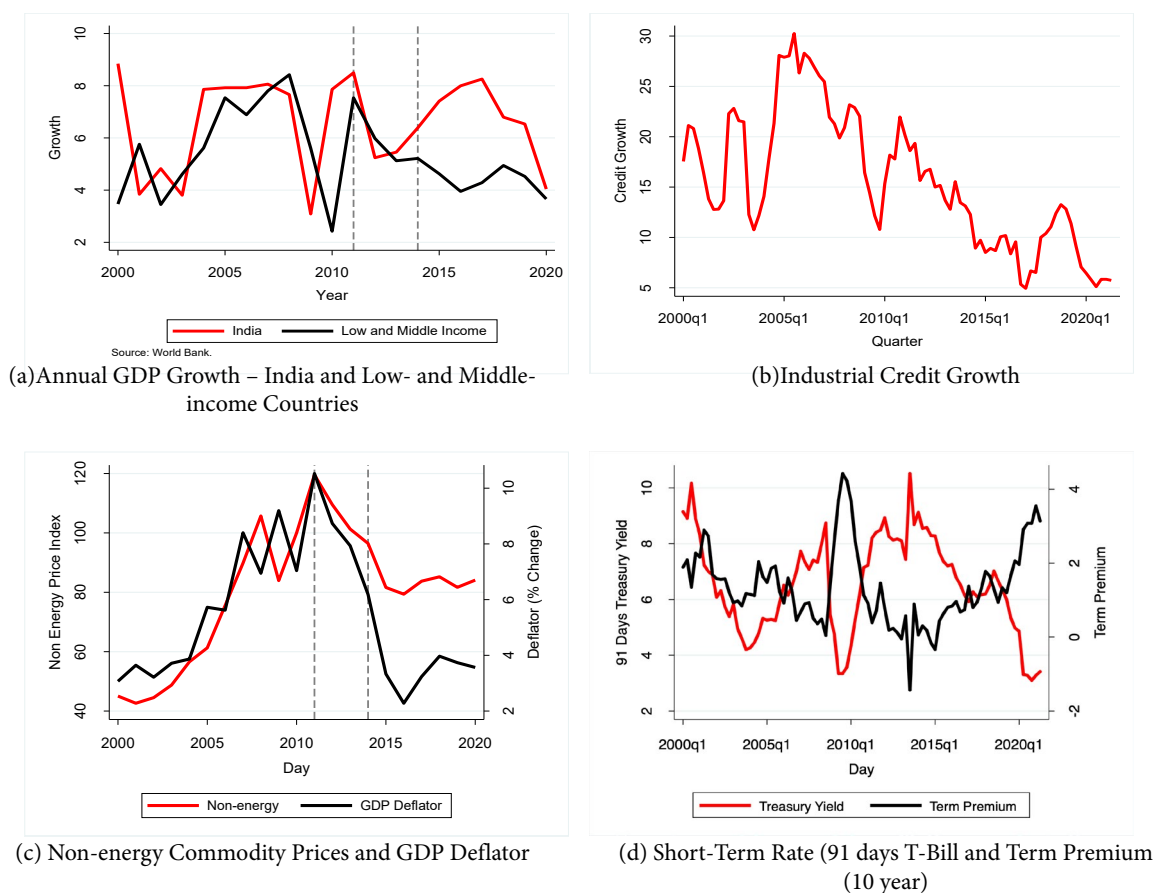 10
8
6
4
2
Growth
2000
2005
2010
2015
2020
Year
India
Low and Middle Income
Source: World Bank.
(a)Annual GDP Growth – India and Low- and Middle-
income Countries
30
25
20
15
10
5
Credit Growth
2000q1
2005q1
2010q1
2015q1
2020q1
Quarter
(b)Industrial Credit Growth
120
100
80
60
40
Non Energy Price Index
10
8
6
4
2
Deflator (% Change)
2000
2005
2011
2015
2020
Day
Non-energy
GDP Deflator
(c) Non-energy Commodity Prices and GDP Deflator
10
8
6
4
2
91 Days Treasury Yield
4
2
0
-2
Term Premium
2000q1
2005q1
2010q1
2015q1
2020q1
Day
Treasury Yield
Term Premium
(d) Short-Term Rate (91 days T-Bill and Term Premium
(10 year)